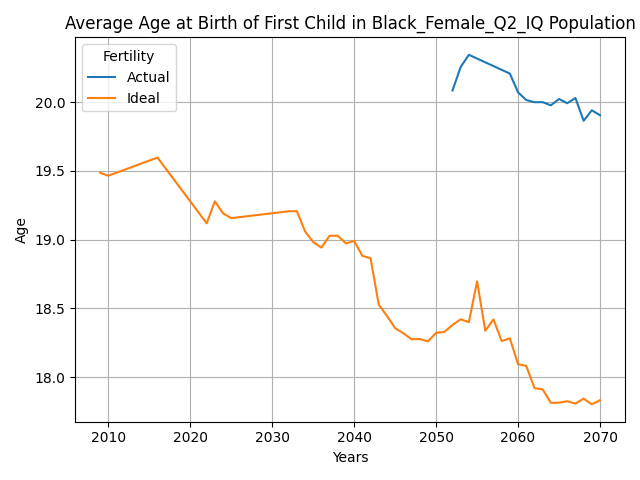 Average Age at Birth of First Child in Black_Female_Q2_IQ Population
Fertility
Actual
Ideal
20.0
19.5
19.0
18.5
18.0
Age
2010 2020 2030 2040 2050 2060 2070
Years